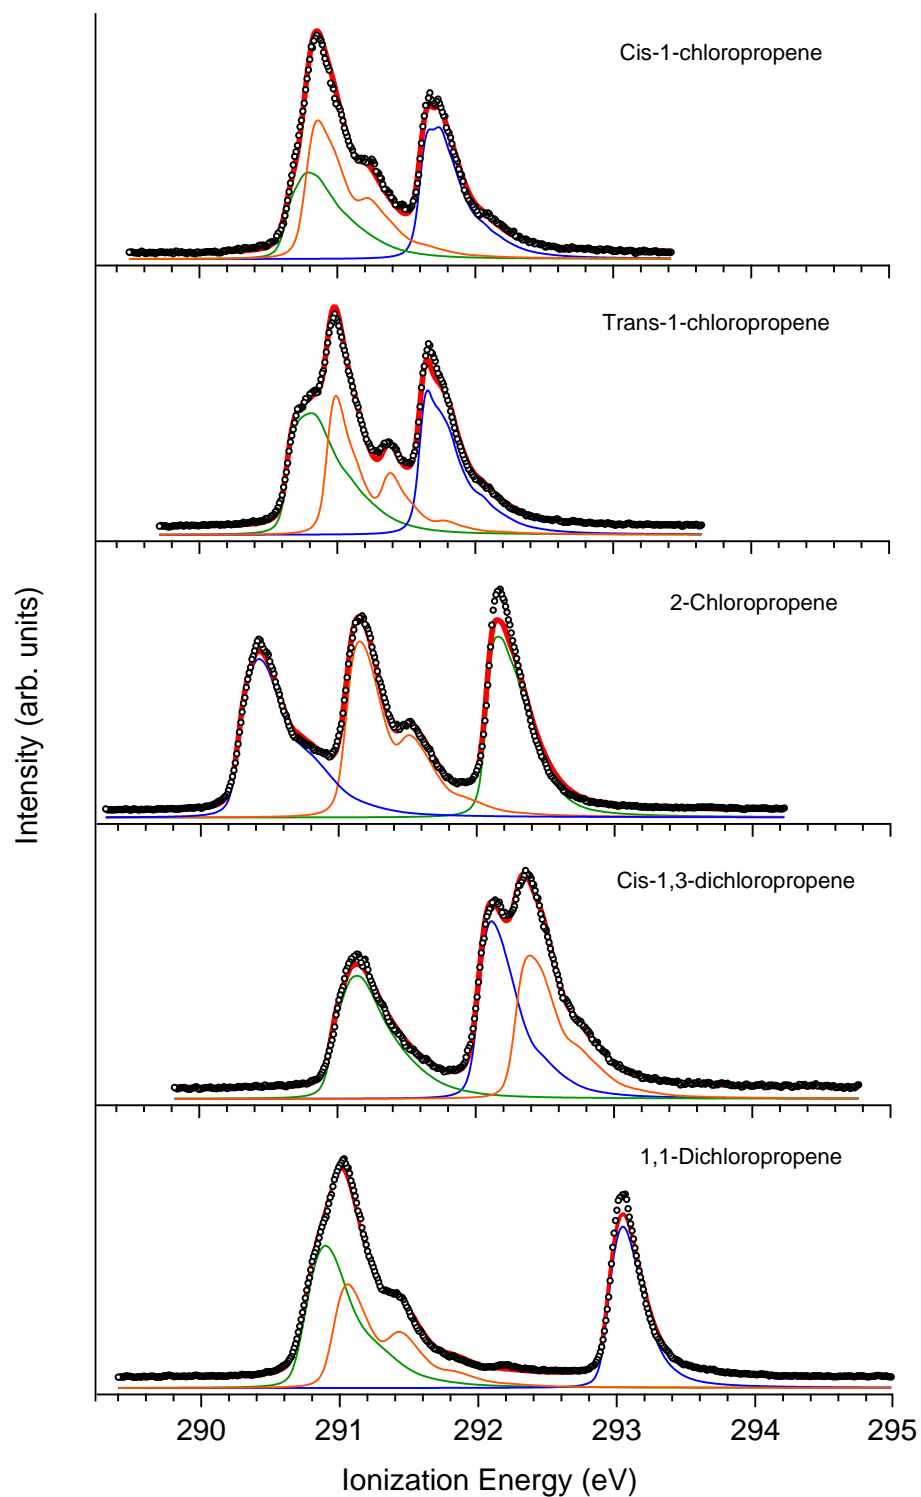 Cis-1-chloropropene
Trans-1-chloropropene
2-Chloropropene
Cis-1,3-dichloropropene
1,1-Dichloropropene
Intensity (arb. units)
290 291 292 293 294 295
Ionization Energy (eV)